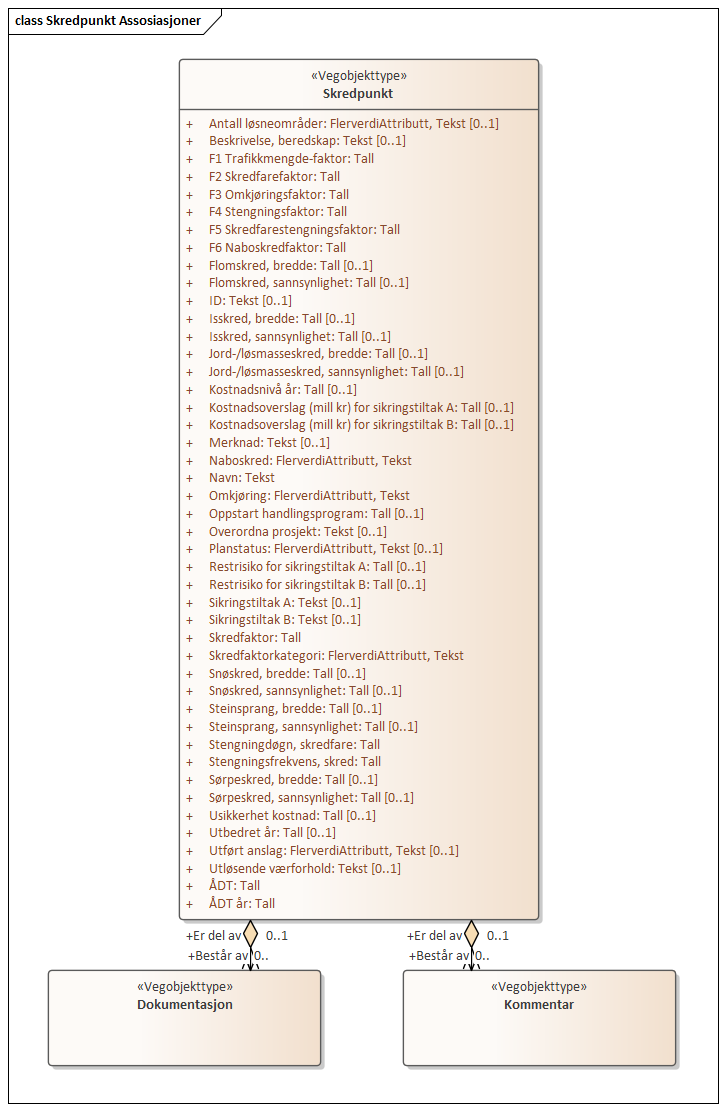 class Skredpunkt Assosiasjoner
«Vegobjekttype»
Skredpunkt
+ Antall løsneområder: FlerverdiAttributt, Tekst [0..1]
+ Beskrivelse, beredskap: Tekst [0..1]
+ F1 Trafikkmengde-faktor: Tall
+ F2 Skredfarefaktor: Tall
+ F3 Omkjøringsfaktor: Tall
+ F4 Stengningsfaktor: Tall
+ F5 Skredfarestengningsfaktor: Tall
+ F6 Naboskredfaktor: Tall
+ Flomskred, bredde: Tall [0..1]
+ Flomskred, sannsynlighet: Tall [0..1]
+ ID: Tekst [0..1]
+ Isskred, bredde: Tall [0..1]
+ Isskred, sannsynlighet: Tall [0..1]
+ Jord-/løsmasseskred, bredde: Tall [0..1]
+ Jord-/løsmasseskred, sannsynlighet: Tall [0..1]
+ Kostnadsnivå år: Tall [0..1]
+ Kostnadsoverslag (mill kr) for sikringstiltak A: Tall [0..1]
+ Kostnadsoverslag (mill kr) for sikringstiltak B: Tall [0..1]
+ Merknad: Tekst [0..1]
+ Naboskred: FlerverdiAttributt, Tekst
+ Navn: Tekst
+ Omkjøring: FlerverdiAttributt, Tekst
+ Oppstart handlingsprogram: Tall [0..1]
+ Overordna prosjekt: Tekst [0..1]
+ Planstatus: FlerverdiAttributt, Tekst [0..1]
+ Restrisiko for sikringstiltak A: Tall [0..1]
+ Restrisiko for sikringstiltak B: Tall [0..1]
+ Sikringstiltak A: Tekst [0..1]
+ Sikringstiltak B: Tekst [0..1]
+ Skredfaktor: Tall
+ Skredfaktorkategori: FlerverdiAttributt, Tekst
+ Snøskred, bredde: Tall [0..1]
+ Snøskred, sannsynlighet: Tall [0..1]
+ Steinsprang, bredde: Tall [0..1]
+ Steinsprang, sannsynlighet: Tall [0..1]
+ Stengningdøgn, skredfare: Tall
+ Stengningsfrekvens, skred: Tall
+ Sørpeskred, bredde: Tall [0..1]
+ Sørpeskred, sannsynlighet: Tall [0..1]
+ Usikkerhet kostnad: Tall [0..1]
+ Utbedret år: Tall [0..1]
+ Utført anslag: FlerverdiAttributt, Tekst [0..1]
+ Utløsende værforhold: Tekst [0..1]
+ ÅDT: Tall
+ ÅDT år: Tall
+Er del av 0..1 +Er del av 0..1
+Består av 0.. +Består av 0..
«Vegobjekttype»
Dokumentasjon
«Vegobjekttype»
Kommentar